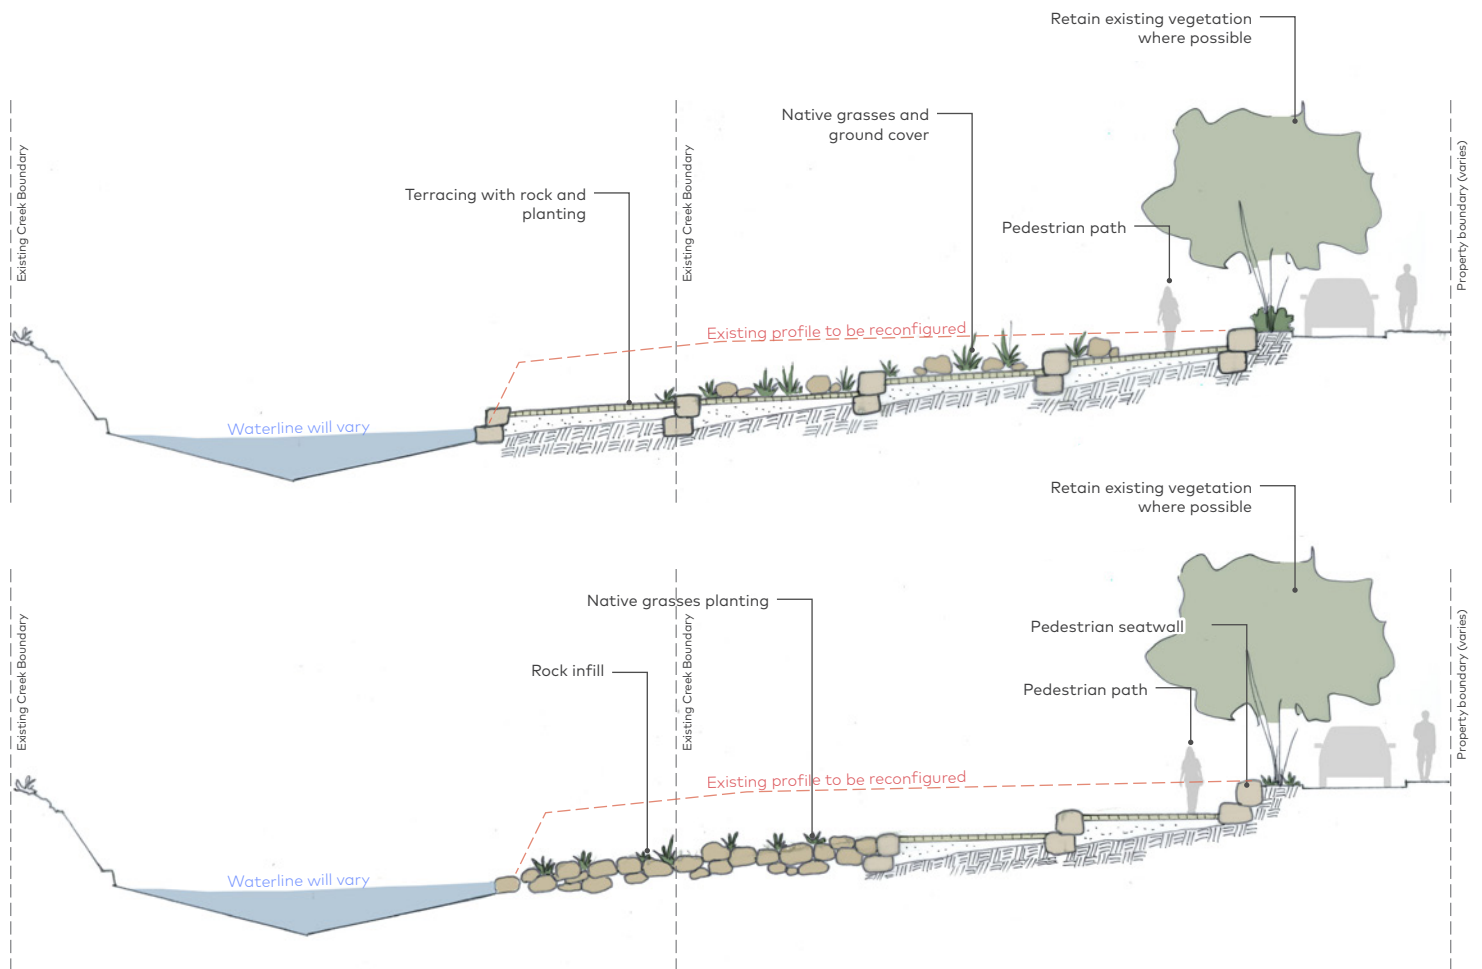 Retain existing vegetation
where possible
Native grasses and
ground cover
Terracing with rock and
planting
Pedestrian path
Existing Creek Boundary
Existing Creek Boundary
Property boundary (varies)
Existing profile to be reconfigured
Waterline will vary
Retain existing vegetation
where possible
Native grasses planting
Pedestrian seatwall
Rock infill
Pedestrian path
Existing Creek Boundary
Existing Creek Boundary
Property boundary (varies)
Existing profile to be reconfigured
Waterline will vary